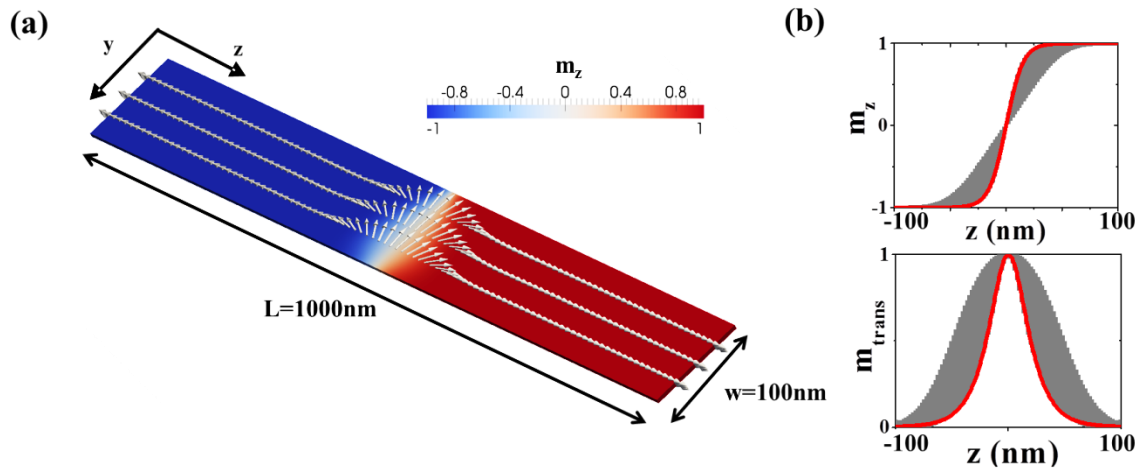 (a)
y
z
m_z
-0.8 -0.4 0 0.4 0.8
-1 1
L=1000nm
w=100nm
(b)
m_z
1
0
-1
-100 100
z (nm)
m_trans
1
0
-100 100
z (nm)